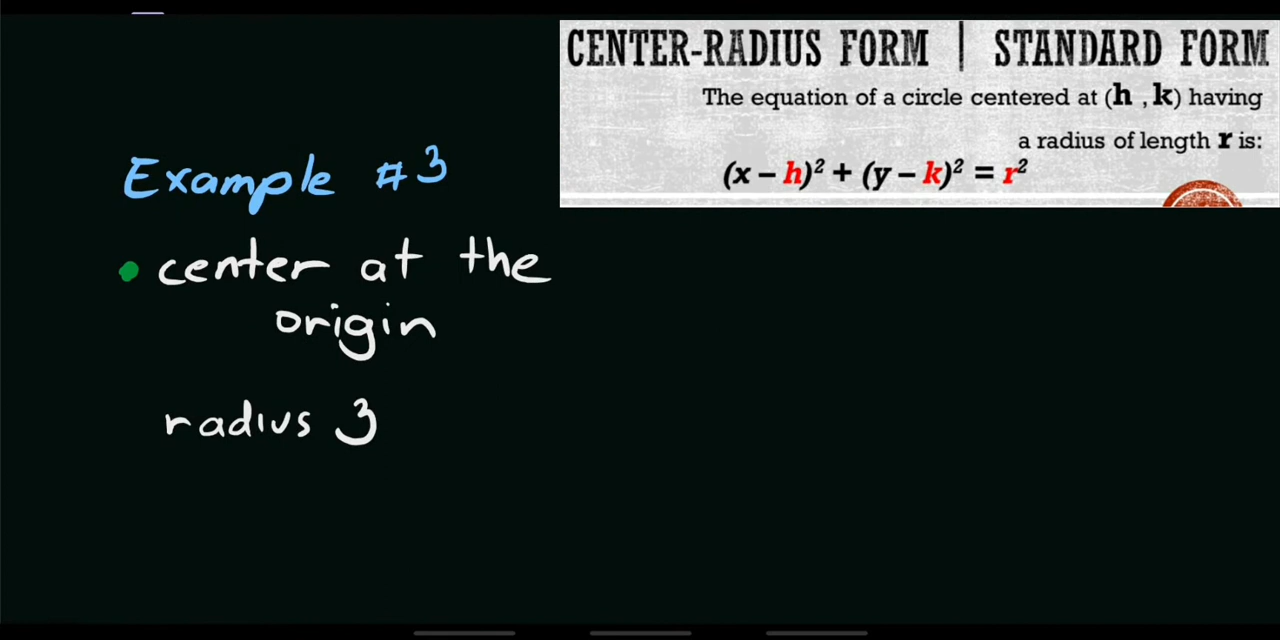 CENTER-RADIUS FORM | STANDARD FORM
The equation of a circle centered at (h , k) having
a radius of length r is:
(x – h)² + (y – k)² = r²
Example #3
• center at the
origin
radius 3